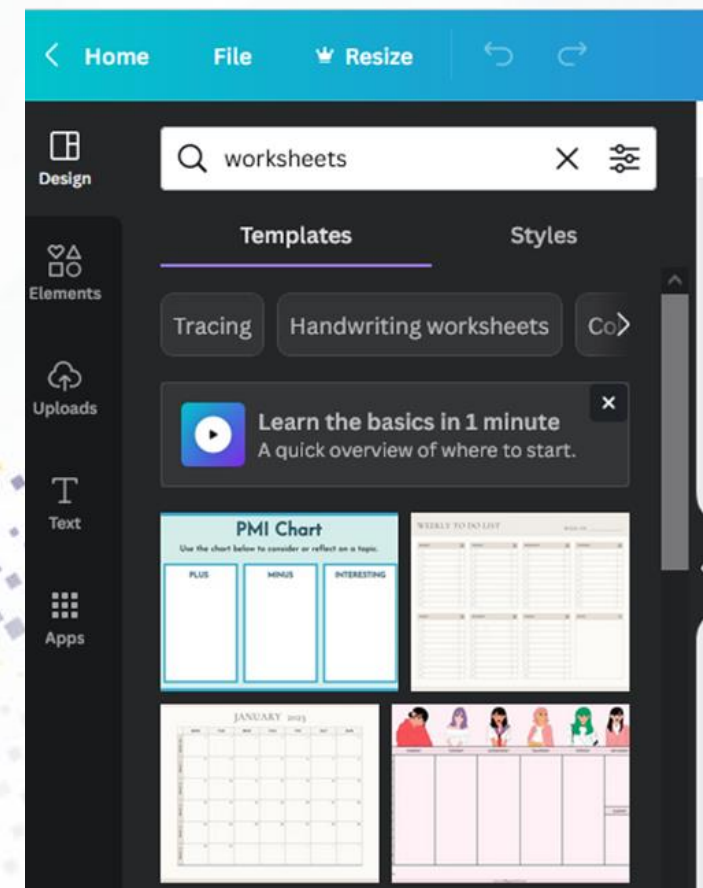 Home File Resize
Design
worksheets
Templates Styles
Elements
Tracing Handwriting worksheets
Uploads
Learn the basics in 1 minute
A quick overview of where to start.
Text
PMI Chart
Use the chart below to consider or reflect on a topic.
PLUS MINUS INTERESTING
WEEKLY TO DO LIST
Apps
JANUARY 2023